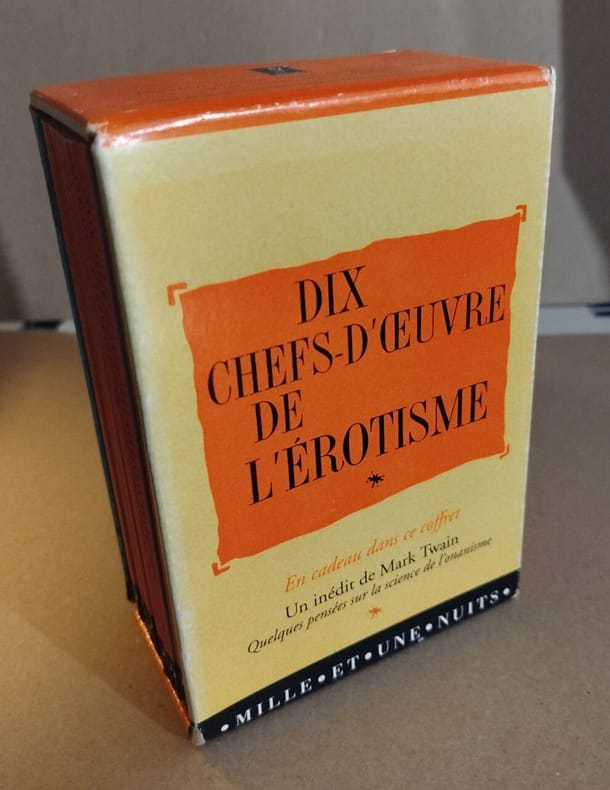 DIX
CHEFS-D'ŒUVRE
DE
L'ÉROTISME
En cadeau dans ce coffret
Un inédit de Mark Twain
Quelques pensées sur la science de l'onanisme
•MILLE•ET•UNE•NUITS•